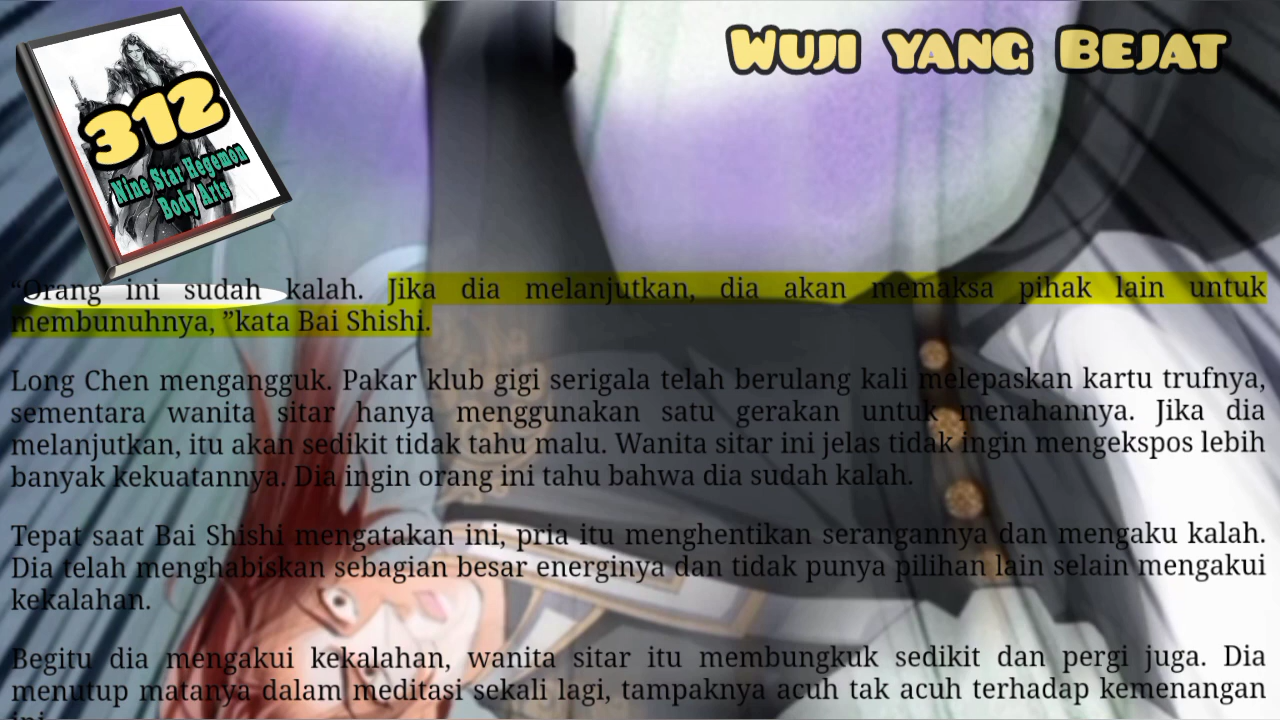 Wuji yang Bejat
312
Nine Star Hegemon
Body Arts
“Orang ini sudah kalah. Jika dia melanjutkan, dia akan memaksa pihak lain untuk
membunuhnya, ”kata Bai Shishi.
Long Chen mengangguk. Pakar klub gigi serigala telah berulang kali melepaskan kartu trufnya,
sementara wanita sitar hanya menggunakan satu gerakan untuk menahannya. Jika dia
melanjutkan, itu akan sedikit tidak tahu malu. Wanita sitar ini jelas tidak ingin mengekspos lebih
banyak kekuatannya. Dia ingin orang ini tahu bahwa dia sudah kalah.
Tepat saat Bai Shishi mengatakan ini, pria itu menghentikan serangannya dan mengaku kalah.
Dia telah menghabiskan sebagian besar energinya dan tidak punya pilihan lain selain mengakui
kekalahan.
Begitu dia mengakui kekalahan, wanita sitar itu membungkuk sedikit dan pergi juga. Dia
menutup matanya dalam meditasi sekali lagi, tampaknya acuh tak acuh terhadap kemenangan